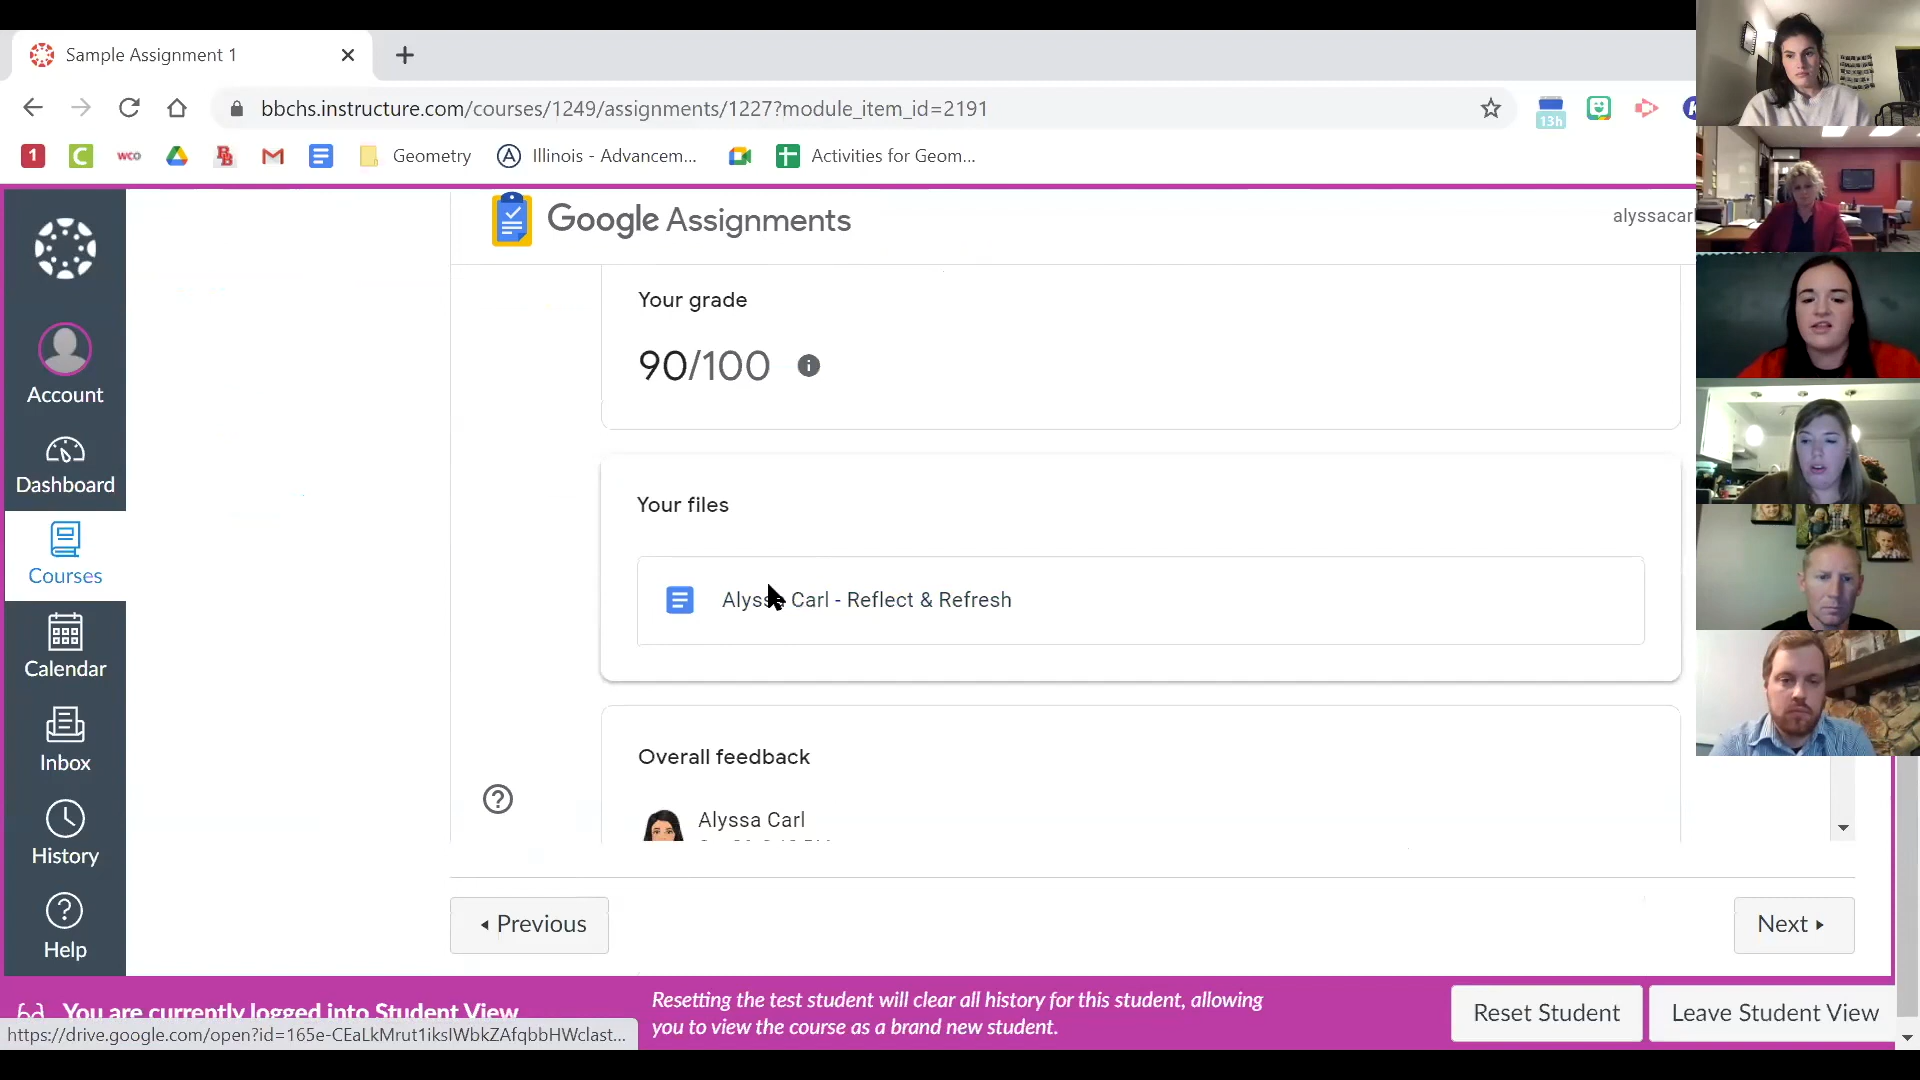 Sample Assignment 1
bbchs.instructure.com/courses/1249/assignments/1227?module_item_id=2191
13h
1 WCO Geometry Illinois - Advancem... Activities for Geom...
Google Assignments
alyssacar
Account
Dashboard
Courses
Calendar
Inbox
History
Help
Your grade
90/100
Your files
Alyssa Carl - Reflect & Refresh
Overall feedback
Alyssa Carl
Previous
Next
You are currently logged into Student View
Resetting the test student will clear all history for this student, allowing
you to view the course as a brand new student.
Reset Student
Leave Student View
https://drive.google.com/open?id=165e-CEaLkMrut1iksIWbkZAfqbbHWclast...